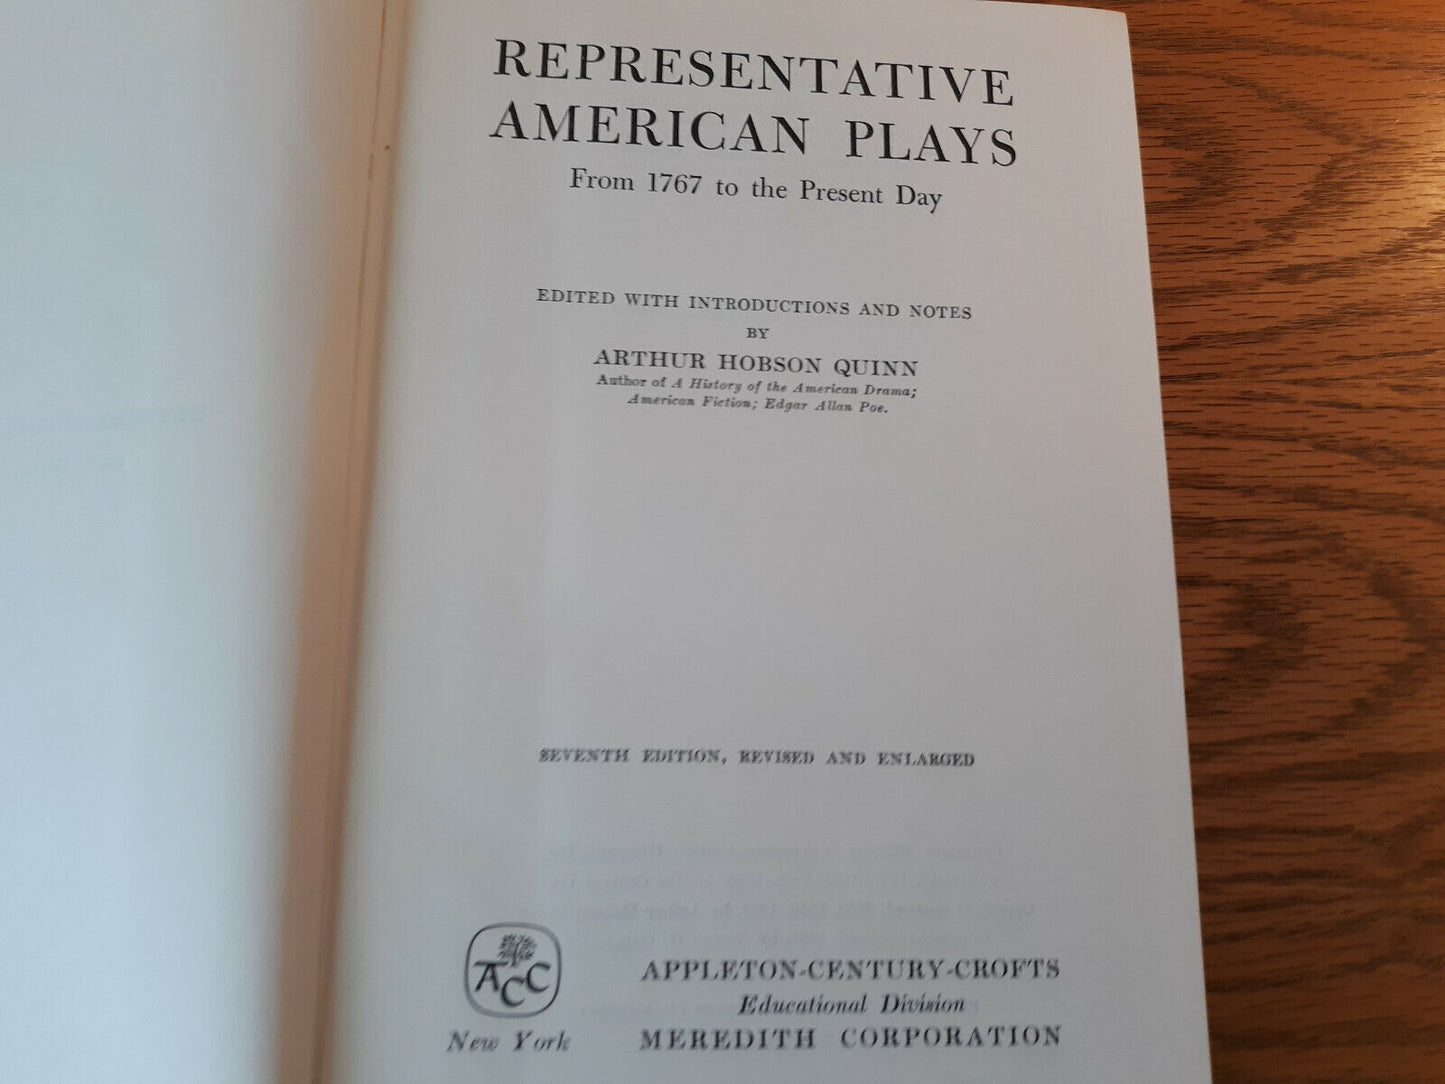 REPRESENTATIVE
AMERICAN PLAYS
From 1767 to the Present Day
EDITED WITH INTRODUCTIONS AND NOTES
BY
ARTHUR HOBSON QUINN
Author of A History of the American Drama;
American Fiction; Edgar Allan Poe.
SEVENTH EDITION, REVISED AND ENLARGED
ACC
New York
APPLETON-CENTURY-CROFTS
Educational Division
MEREDITH CORPORATION